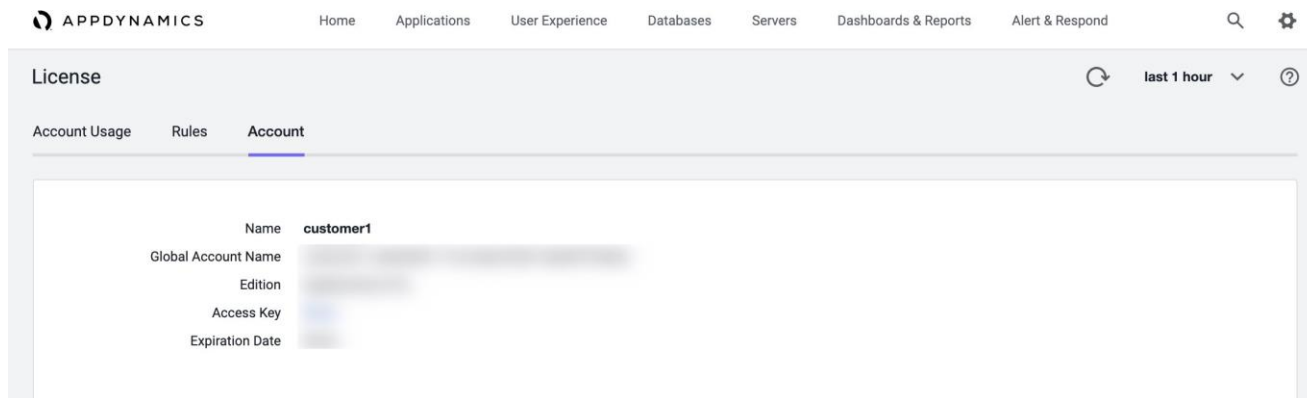 APPDYNAMICS Home Applications User Experience Databases Servers Dashboards & Reports Alert & Respond
License last 1 hour
Account Usage Rules Account
Name customer1
Global Account Name
Edition
Access Key
Expiration Date